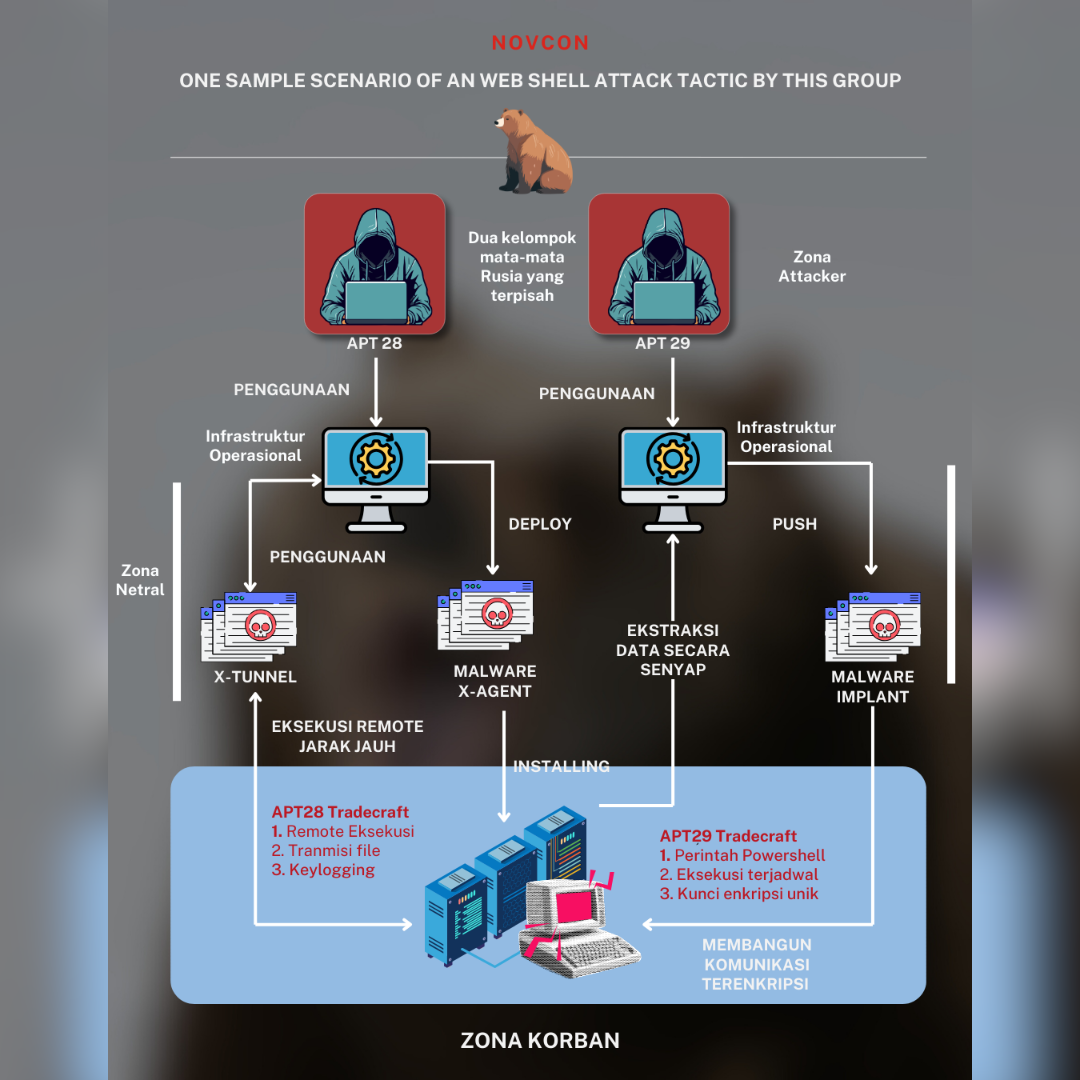 NOVCON
ONE SAMPLE SCENARIO OF AN WEB SHELL ATTACK TACTIC BY THIS GROUP
Dua kelompok
mata-mata
Rusia yang
terpisah
Zona
Attacker
APT 28
APT 29
PENGGUNAAN
PENGGUNAAN
Infrastruktur
Operasional
Infrastruktur
Operasional
DEPLOY
PUSH
PENGGUNAAN
Zona
Netral
X-TUNNEL
MALWARE
X-AGENT
EKSTRAKSI
DATA SECARA
SENYAP
MALWARE
IMPLANT
EKSEKUSI REMOTE
JARAK JAUH
INSTALLING
APT28 Tradecraft
1. Remote Eksekusi
2. Tranmisi file
3. Keylogging
APT29 Tradecraft
1. Perintah Powershell
2. Eksekusi terjadwal
3. Kunci enkripsi unik
MEMBANGUN
KOMUNIKASI
TERENKRIPSI
ZONA KORBAN